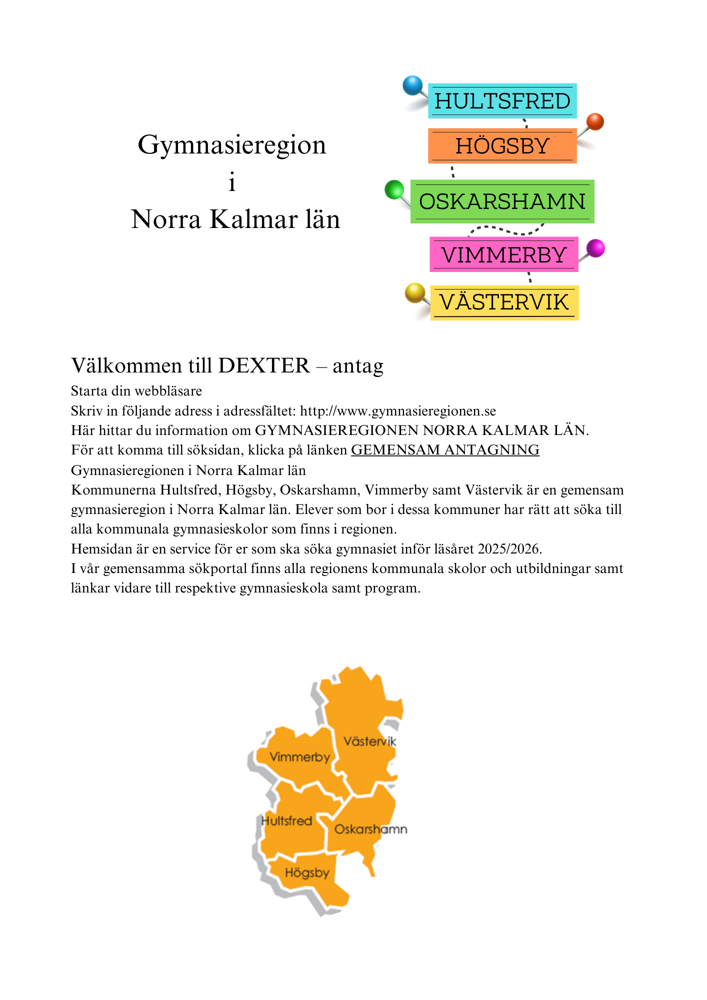 Gymnasieregion
i
Norra Kalmar län
HULTSFRED
HÖGSBY
OSKARSHAMN
VIMMERBY
VÄSTERVIK
Välkommen till DEXTER – antag
Starta din webbläsare
Skriv in följande adress i adressfältet: http://www.gymnasieregionen.se
Här hittar du information om GYMNASIEREGIONEN NORRA KALMAR LÄN.
För att komma till söksidan, klicka på länken GEMENSAM ANTAGNING
Gymnasieregionen i Norra Kalmar län
Kommunerna Hultsfred, Högsby, Oskarshamn, Vimmerby samt Västervik är en gemensam
gymnasieregion i Norra Kalmar län. Elever som bor i dessa kommuner har rätt att söka till
alla kommunala gymnasieskolor som finns i regionen.
Hemsidan är en service för er som ska söka gymnasiet inför läsåret 2025/2026.
I vår gemensamma sökportal finns alla regionens kommunala skolor och utbildningar samt
länkar vidare till respektive gymnasieskola samt program.
Västervik
Vimmerby
Hultsfred
Oskarshamn
Högsby